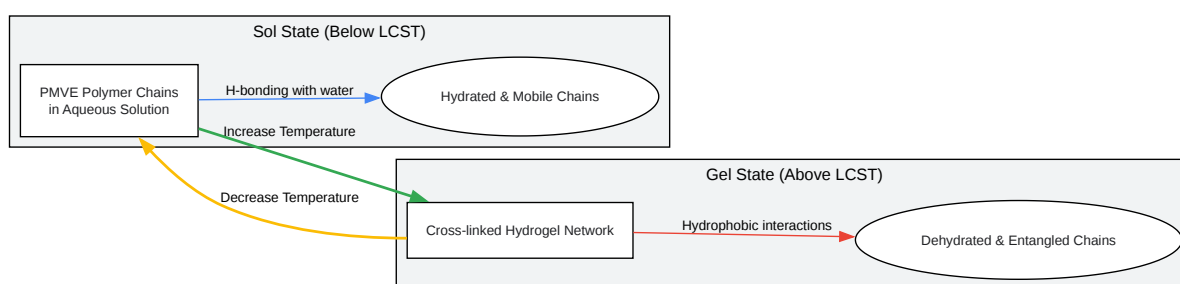 Sol State (Below LCST)
PMVE Polymer Chains
in Aqueous Solution
H-bonding with water
Hydrated & Mobile Chains
Increase Temperature
Gel State (Above LCST)
Decrease Temperature
Cross-linked Hydrogel Network
Hydrophobic interactions
Dehydrated & Entangled Chains